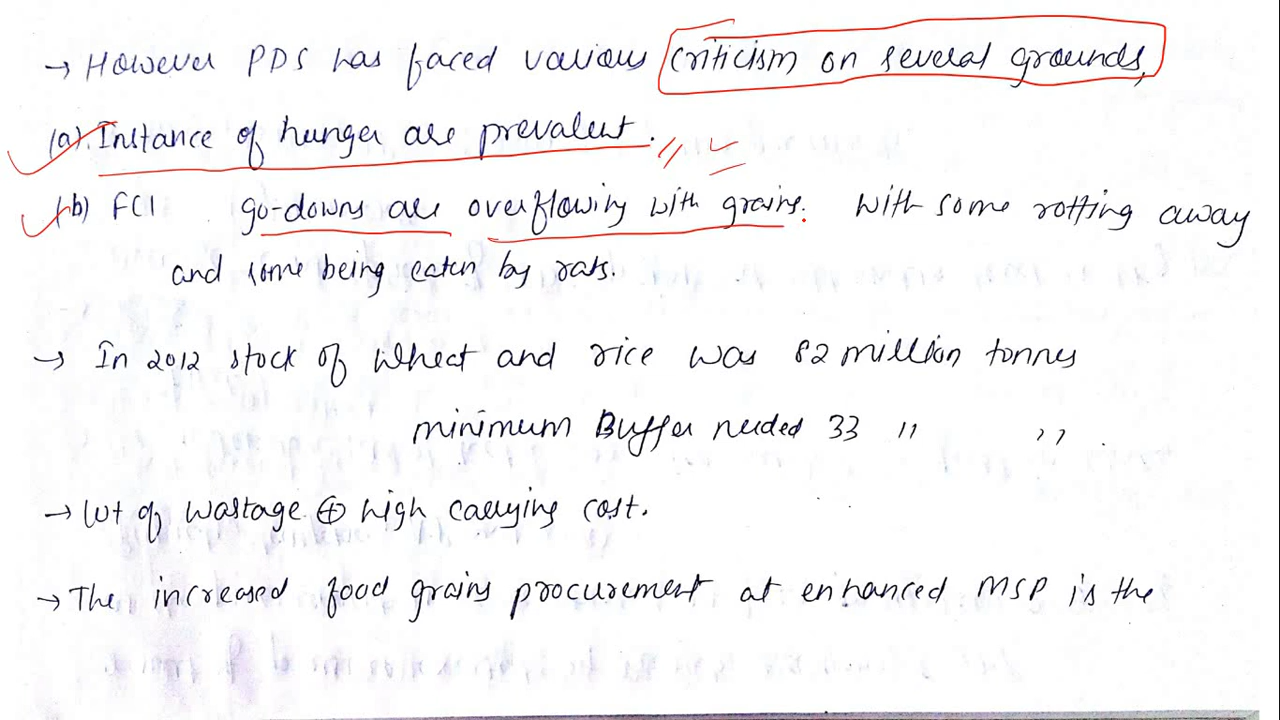 → However PDS has faced various criticism on several grounds,
(a). Instance of hunger are prevalent.
(b) FCI go-downs are overflowing with grains. With some rotting away
and some being eaten by rats.
→ In 2012 stock of wheat and rice was 82 million tonnes
minimum Buffer needed 33 " "
→ Lot of wastage ⊕ high carrying cost.
→ The increased food grains procurement at enhanced MSP is the